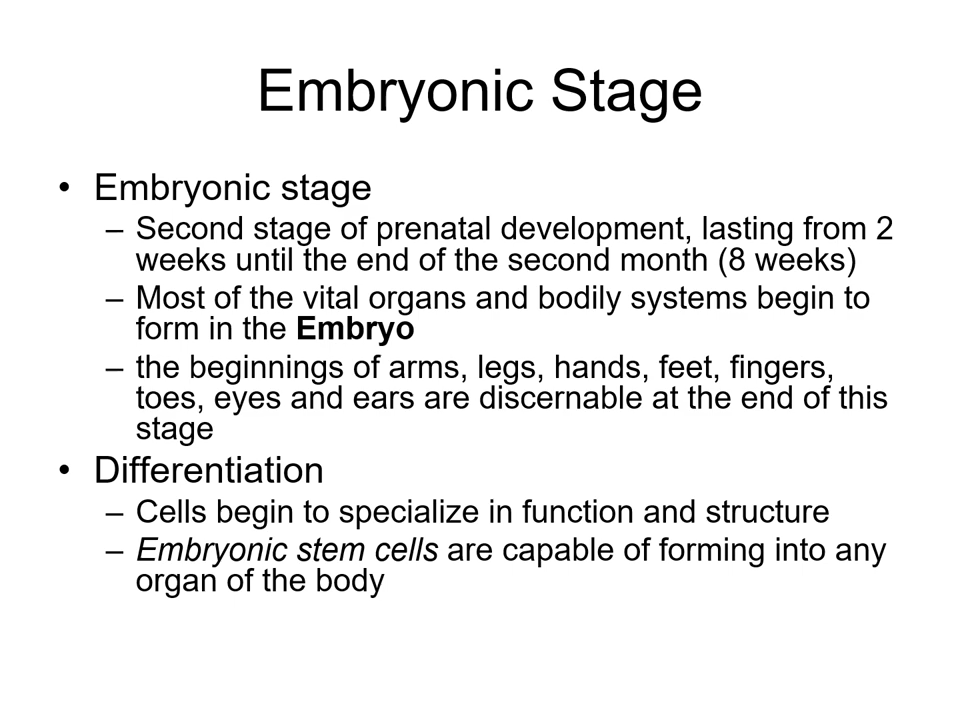 Embryonic Stage
• Embryonic stage
– Second stage of prenatal development, lasting from 2
weeks until the end of the second month (8 weeks)
– Most of the vital organs and bodily systems begin to
form in the Embryo
– the beginnings of arms, legs, hands, feet, fingers,
toes, eyes and ears are discernable at the end of this
stage
• Differentiation
– Cells begin to specialize in function and structure
– Embryonic stem cells are capable of forming into any
organ of the body